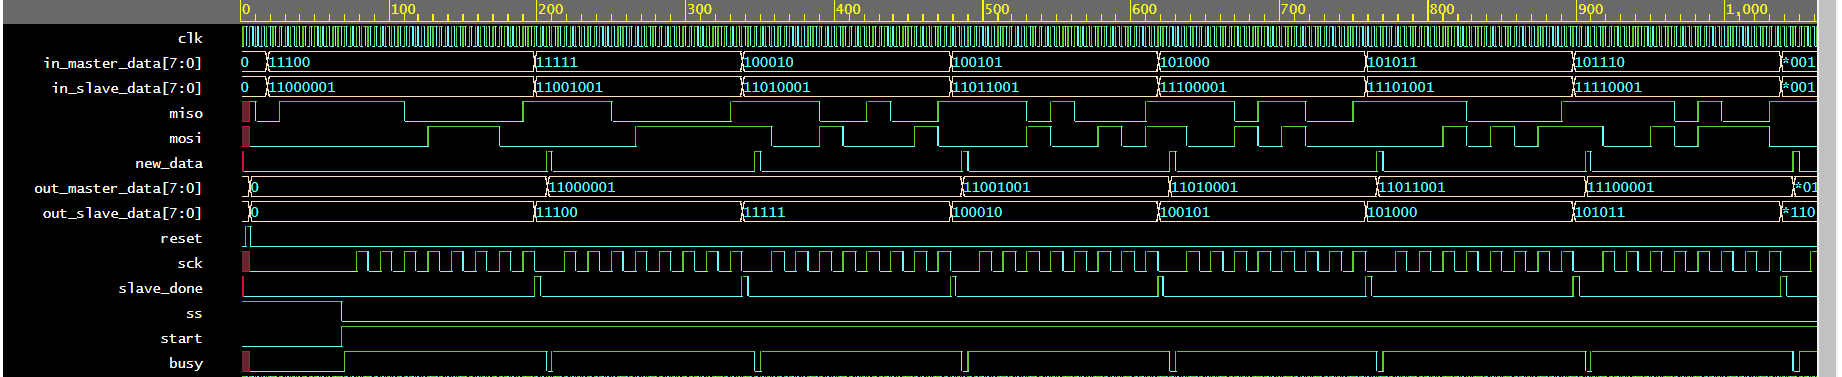 0 100 200 300 400 500 600 700 800 900 1,000
clk
in_master_data[7:0] 0 11100 11111 100010 100101 101000 101011 101110 *001
in_slave_data[7:0] 0 11000001 11001001 11010001 11011001 11100001 11101001 11110001 *001
miso
mosi
new_data
out_master_data[7:0] 0 11000001 11001001 11010001 11011001 11100001 *01
out_slave_data[7:0] 0 11100 11111 100010 100101 101000 101011 *110
reset
sck
slave_done
ss
start
busy